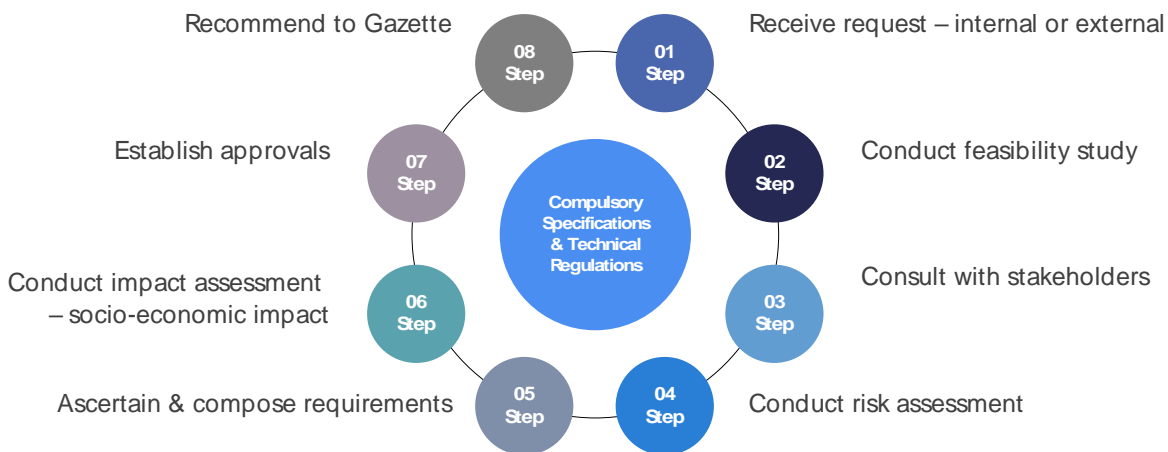 Recommend to Gazette
08
Step
01
Step
Receive request – internal or external
Establish approvals
07
Step
02
Step
Conduct feasibility study
Compulsory
Specifications
& Technical
Regulations
Conduct impact assessment
– socio-economic impact
06
Step
03
Step
Consult with stakeholders
Ascertain & compose requirements
05
Step
04
Step
Conduct risk assessment